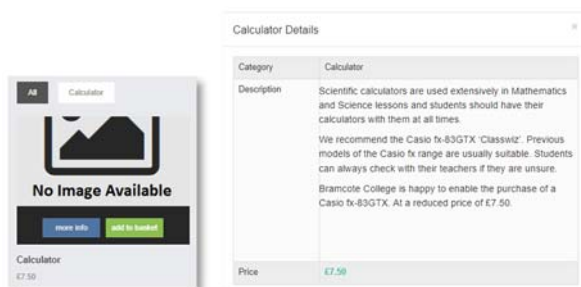 All
Calculator
No Image Available
more info
add to basket
Calculator
£7.50
Calculator Details
×
Category
Calculator
Description
Scientific calculators are used extensively in Mathematics
and Science lessons and students should have their
calculators with them at all times.
We recommend the Casio fx-83GTX 'Classwiz'. Previous
models of the Casio fx range are usually suitable. Students
can always check with their teachers if they are unsure.
Bramcote College is happy to enable the purchase of a
Casio fx-83GTX. At a reduced price of £7.50.
Price
£7.50